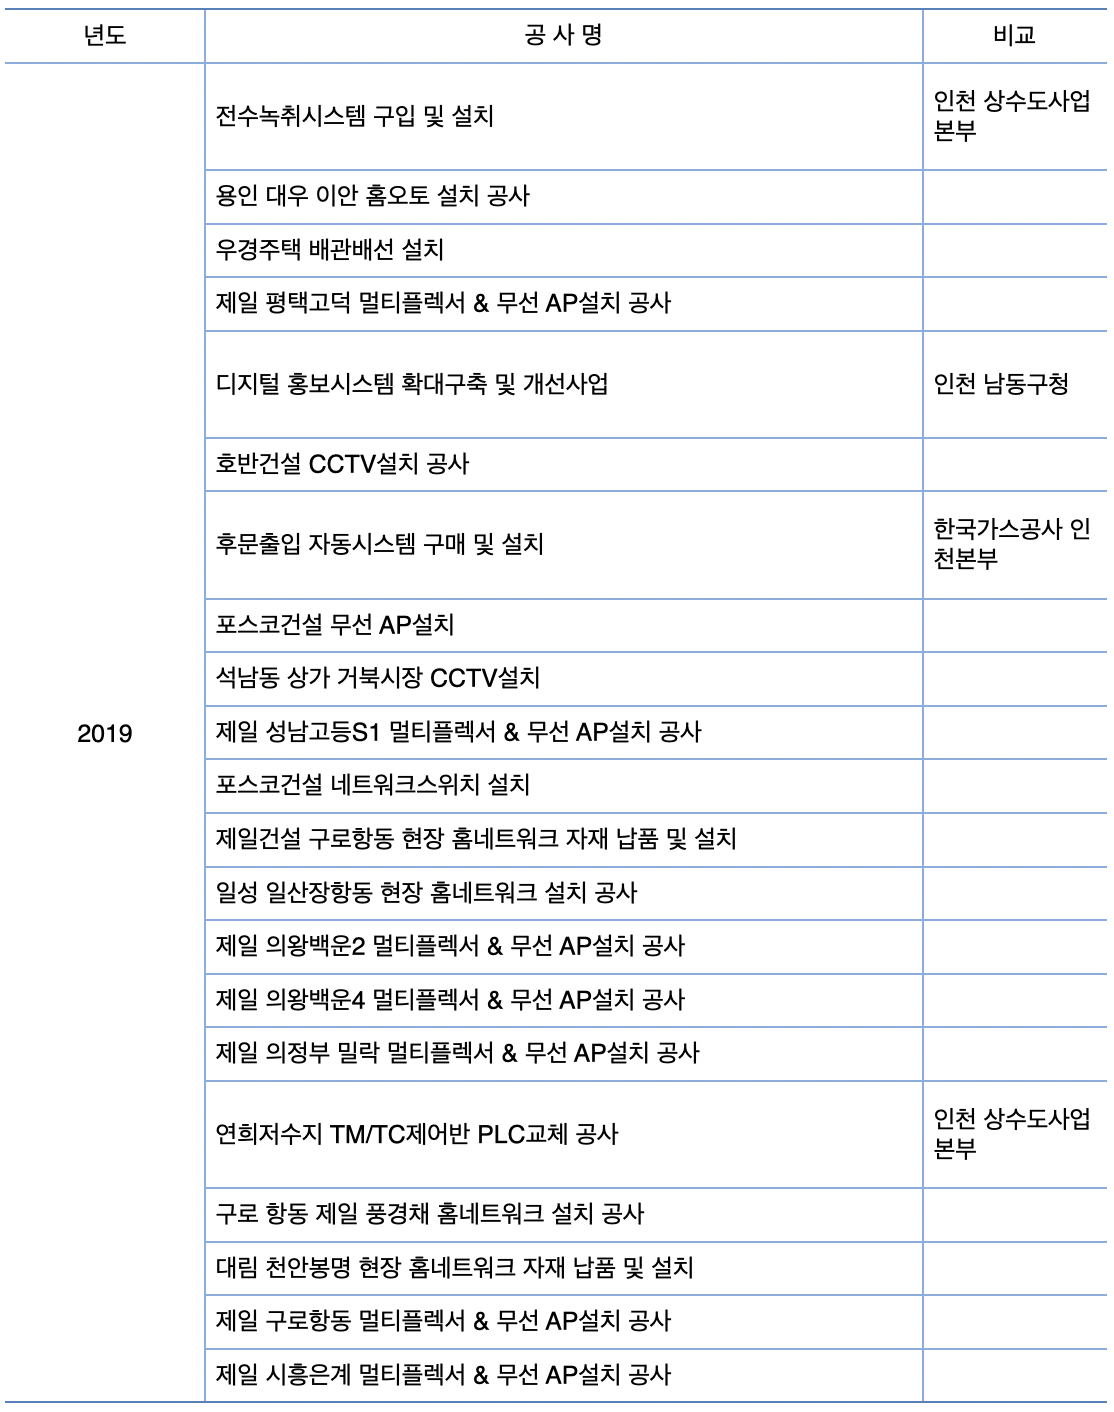 년도 공 사 명 비교
전수녹취시스템 구입 및 설치 인천 상수도사업
본부
용인 대우 이안 홈오토 설치 공사
우경주택 배관배선 설치
제일 평택고덕 멀티플렉서 & 무선 AP설치 공사
디지털 홍보시스템 확대구축 및 개선사업 인천 남동구청
호반건설 CCTV설치 공사
후문출입 자동시스템 구매 및 설치 한국가스공사 인
천본부
포스코건설 무선 AP설치
석남동 상가 거북시장 CCTV설치
2019 제일 성남고등S1 멀티플렉서 & 무선 AP설치 공사
포스코건설 네트워크스위치 설치
제일건설 구로항동 현장 홈네트워크 자재 납품 및 설치
일성 일산장항동 현장 홈네트워크 설치 공사
제일 의왕백운2 멀티플렉서 & 무선 AP설치 공사
제일 의왕백운4 멀티플렉서 & 무선 AP설치 공사
제일 의정부 밀락 멀티플렉서 & 무선 AP설치 공사
연희저수지 TM/TC제어반 PLC교체 공사 인천 상수도사업
본부
구로 항동 제일 풍경채 홈네트워크 설치 공사
대림 천안봉명 현장 홈네트워크 자재 납품 및 설치
제일 구로항동 멀티플렉서 & 무선 AP설치 공사
제일 시흥은계 멀티플렉서 & 무선 AP설치 공사